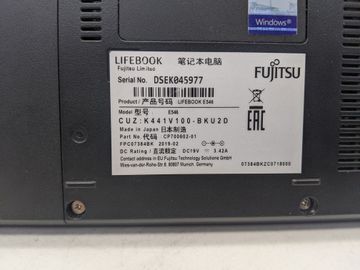 Windows®
LIFEBOOK 笔记本电脑
Fujitsu Limited
FUJITSU
Serial No. DSEK045977
Product / 产品号码 LIFEBOOK E546
Model 型号 / E546
CUZ:K441V100-BKU2D
Made in Japan 日本制造
Part No. 代码 CP700602-01
FPC07384BK 2019-02
DC Rating / 直流额定 DC19V 3.42A
Contact address in EU:Fujitsu Technology Solutions GmbH
Mies-van-der-Rohe-Str.8, 80807 Munich, Germany
07384BKZC0718000
EAC